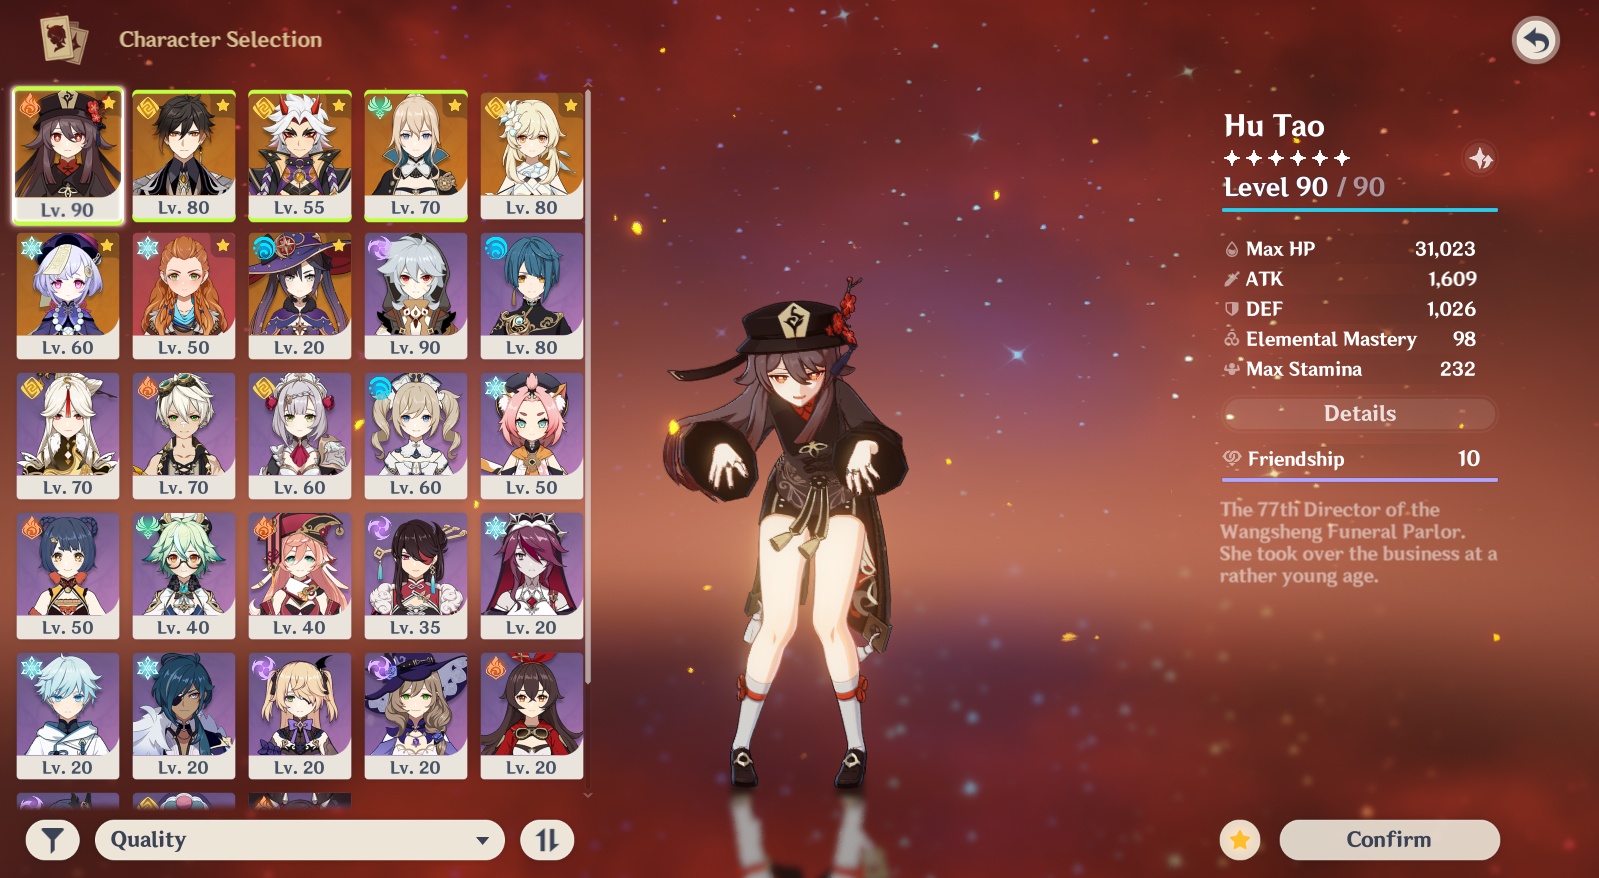 Character Selection
Lv. 90
Lv. 80
Lv. 55
Lv. 70
Lv. 80
Lv. 60
Lv. 50
Lv. 20
Lv. 90
Lv. 80
Lv. 70
Lv. 70
Lv. 60
Lv. 60
Lv. 50
Lv. 50
Lv. 40
Lv. 40
Lv. 35
Lv. 20
Lv. 20
Lv. 20
Lv. 20
Lv. 20
Lv. 20
Quality
Hu Tao
Level 90 / 90
Max HP 31,023
ATK 1,609
DEF 1,026
Elemental Mastery 98
Max Stamina 232
Details
Friendship 10
The 77th Director of the
Wangsheng Funeral Parlor.
She took over the business at a
rather young age.
Confirm